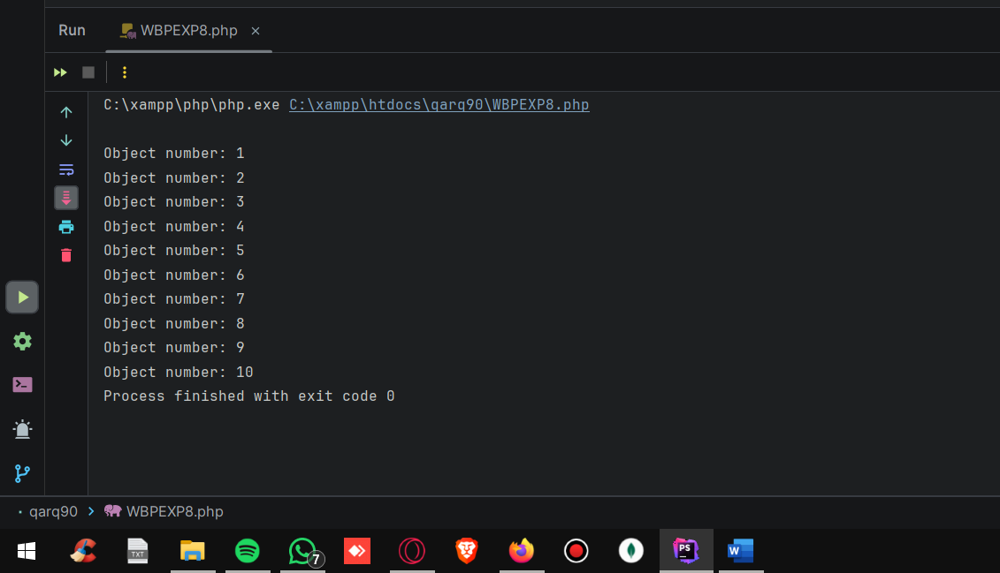 Run
WBPEXP8.php
C:\xampp\php\php.exe C:\xampp\htdocs\qarq90\WBPEXP8.php
Object number: 1
Object number: 2
Object number: 3
Object number: 4
Object number: 5
Object number: 6
Object number: 7
Object number: 8
Object number: 9
Object number: 10
Process finished with exit code 0
qarq90 > WBPEXP8.php
TXT
7
PS
W